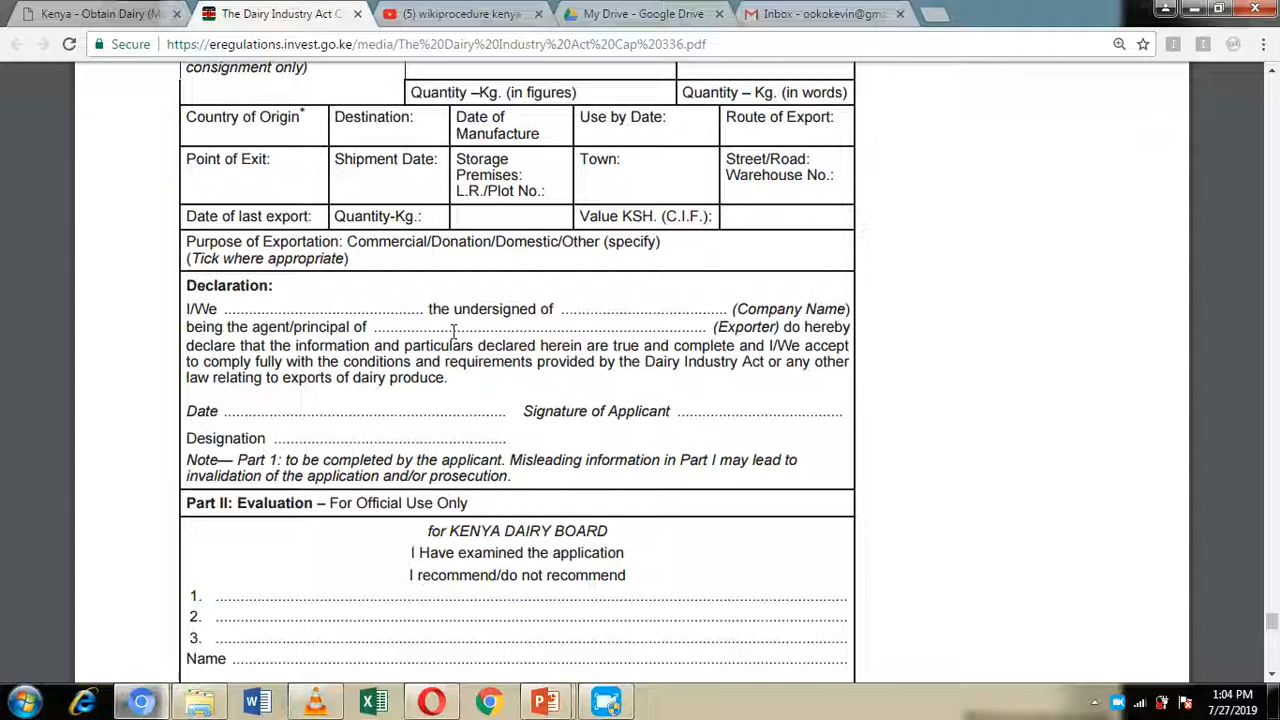 Kenya - Obtain Dairy (M
The Dairy Industry Act C
(5) wikiprocedure kenya
My Drive - Google Drive
Inbox - ookokevin@gma
Secure
https://eregulations.invest.go.ke/media/The%20Dairy%20Industry%20Act%20Cap%20336.pdf
consignment only)
Quantity –Kg. (in figures) Quantity – Kg. (in words)
Country of Origin* Destination: Date of Manufacture Use by Date: Route of Export:
Point of Exit: Shipment Date: Storage Town: Street/Road:
Premises: Warehouse No.:
L.R./Plot No.:
Date of last export: Quantity-Kg.: Value KSH. (C.I.F.):
Purpose of Exportation: Commercial/Donation/Domestic/Other (specify)
(Tick where appropriate)
Declaration:
I/We ................................................ the undersigned of ........................................ (Company Name)
being the agent/principal of ................................................................................ (Exporter) do hereby
declare that the information and particulars declared herein are true and complete and I/We accept
to comply fully with the conditions and requirements provided by the Dairy Industry Act or any other
law relating to exports of dairy produce.
Date .................................................................... Signature of Applicant ........................................
Designation ........................................................
Note— Part 1: to be completed by the applicant. Misleading information in Part I may lead to
invalidation of the application and/or prosecution.
Part II: Evaluation – For Official Use Only
for KENYA DAIRY BOARD
I Have examined the application
I recommend/do not recommend
1. ........................................................................................................................
2. ........................................................................................................................
3. ........................................................................................................................
Name ........................................................................................................................
1:04 PM
7/27/2019